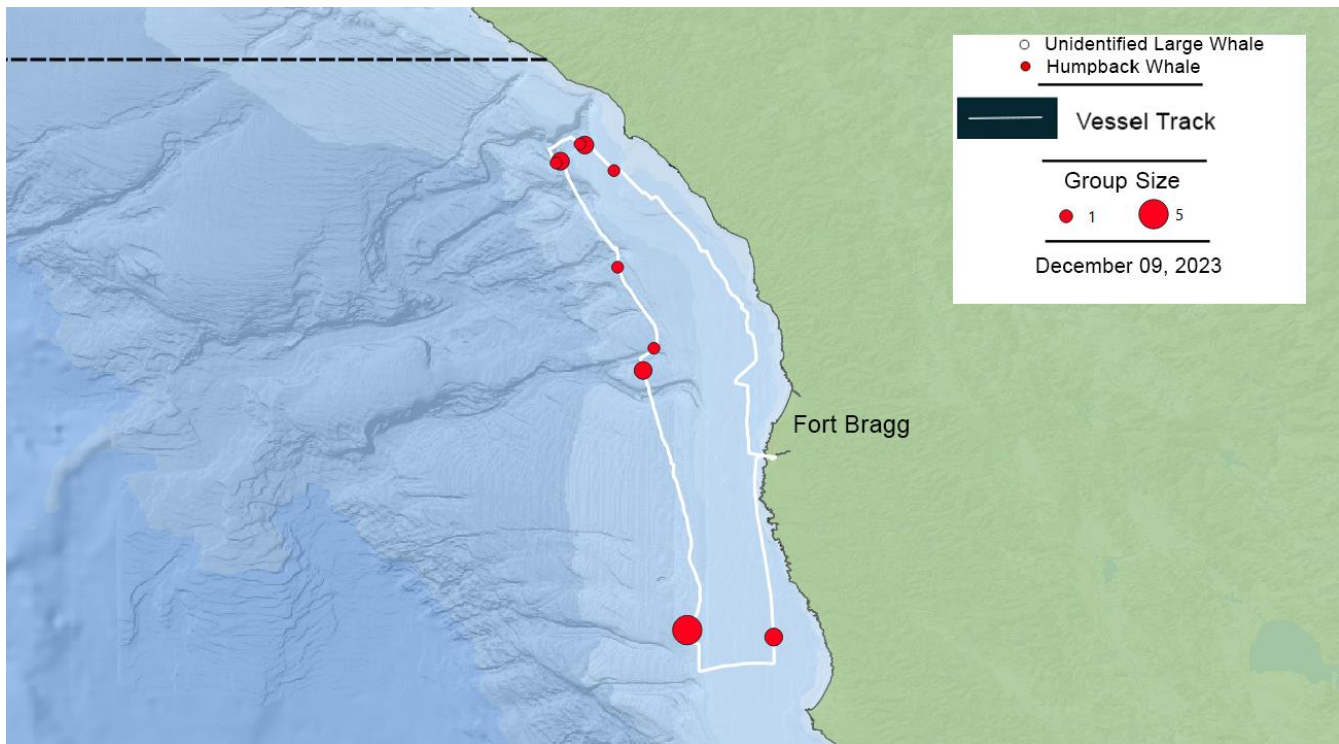 Unidentified Large Whale
Humpback Whale
Vessel Track
Group Size
1 5
December 09, 2023
Fort Bragg